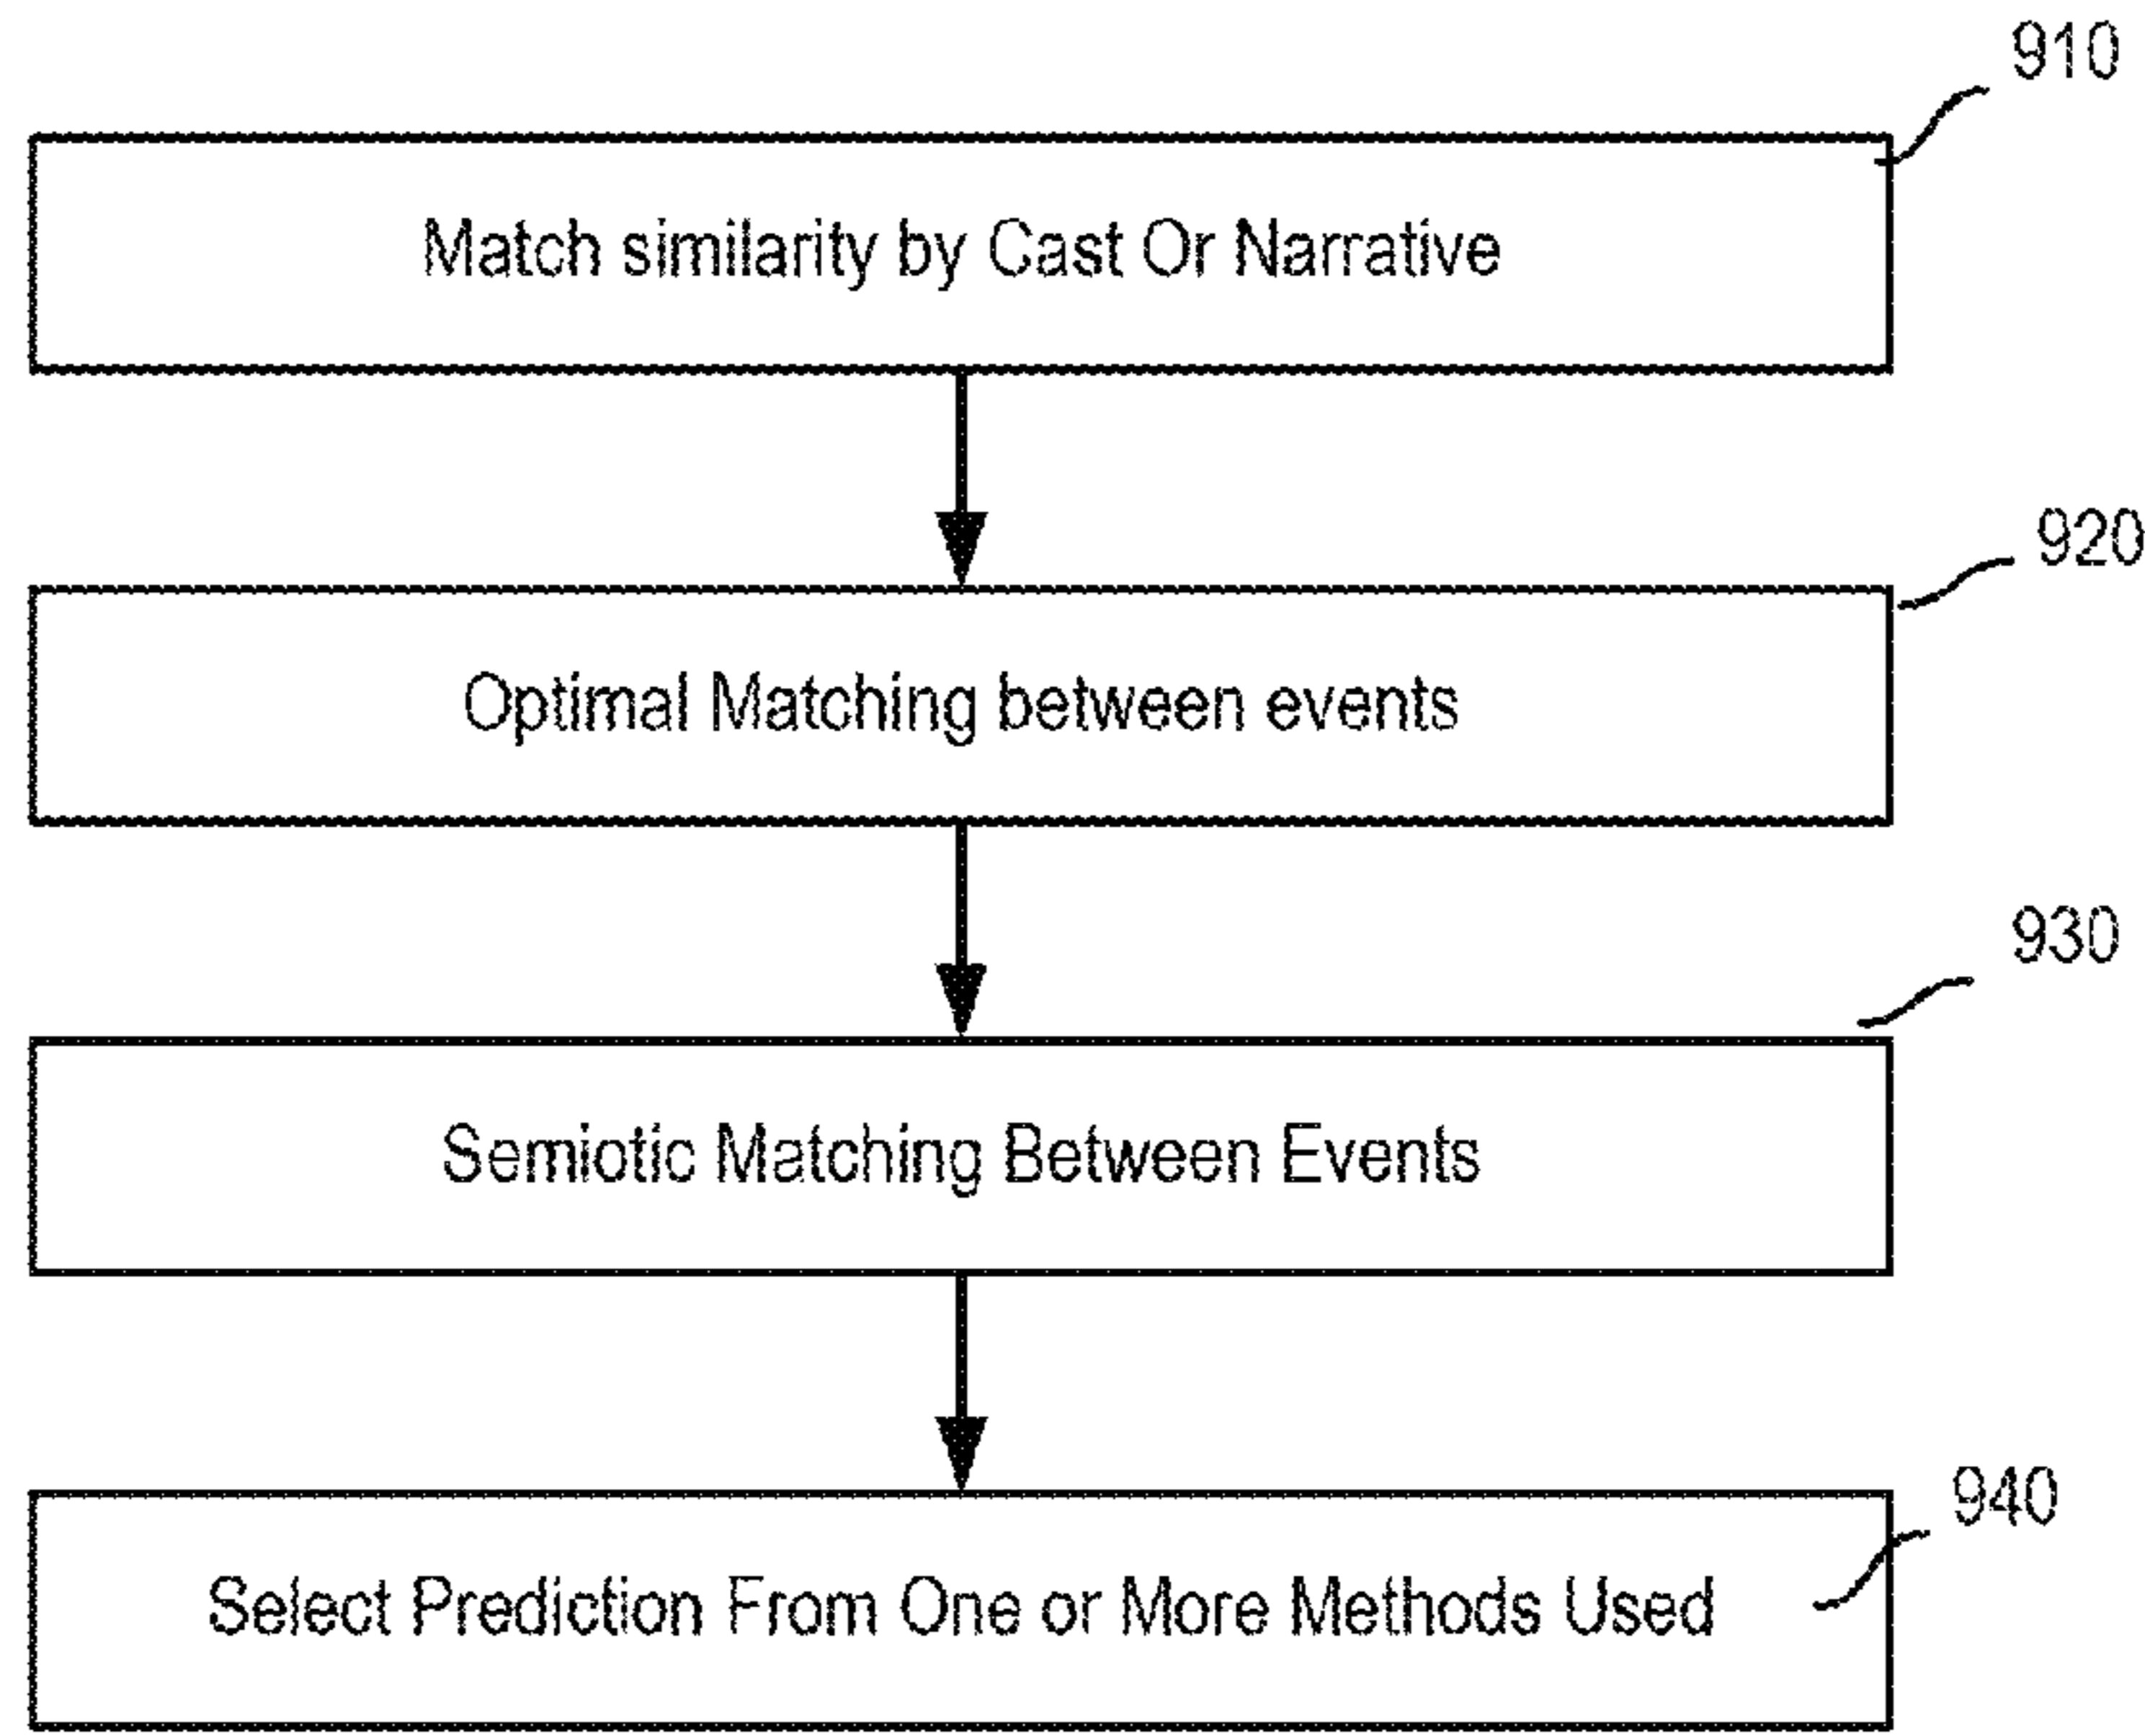 910
Match similarity by Cast Or Narrative
920
Optimal Matching between events
930
Semiotic Matching Between Events
940
Select Prediction From One or More Methods Used